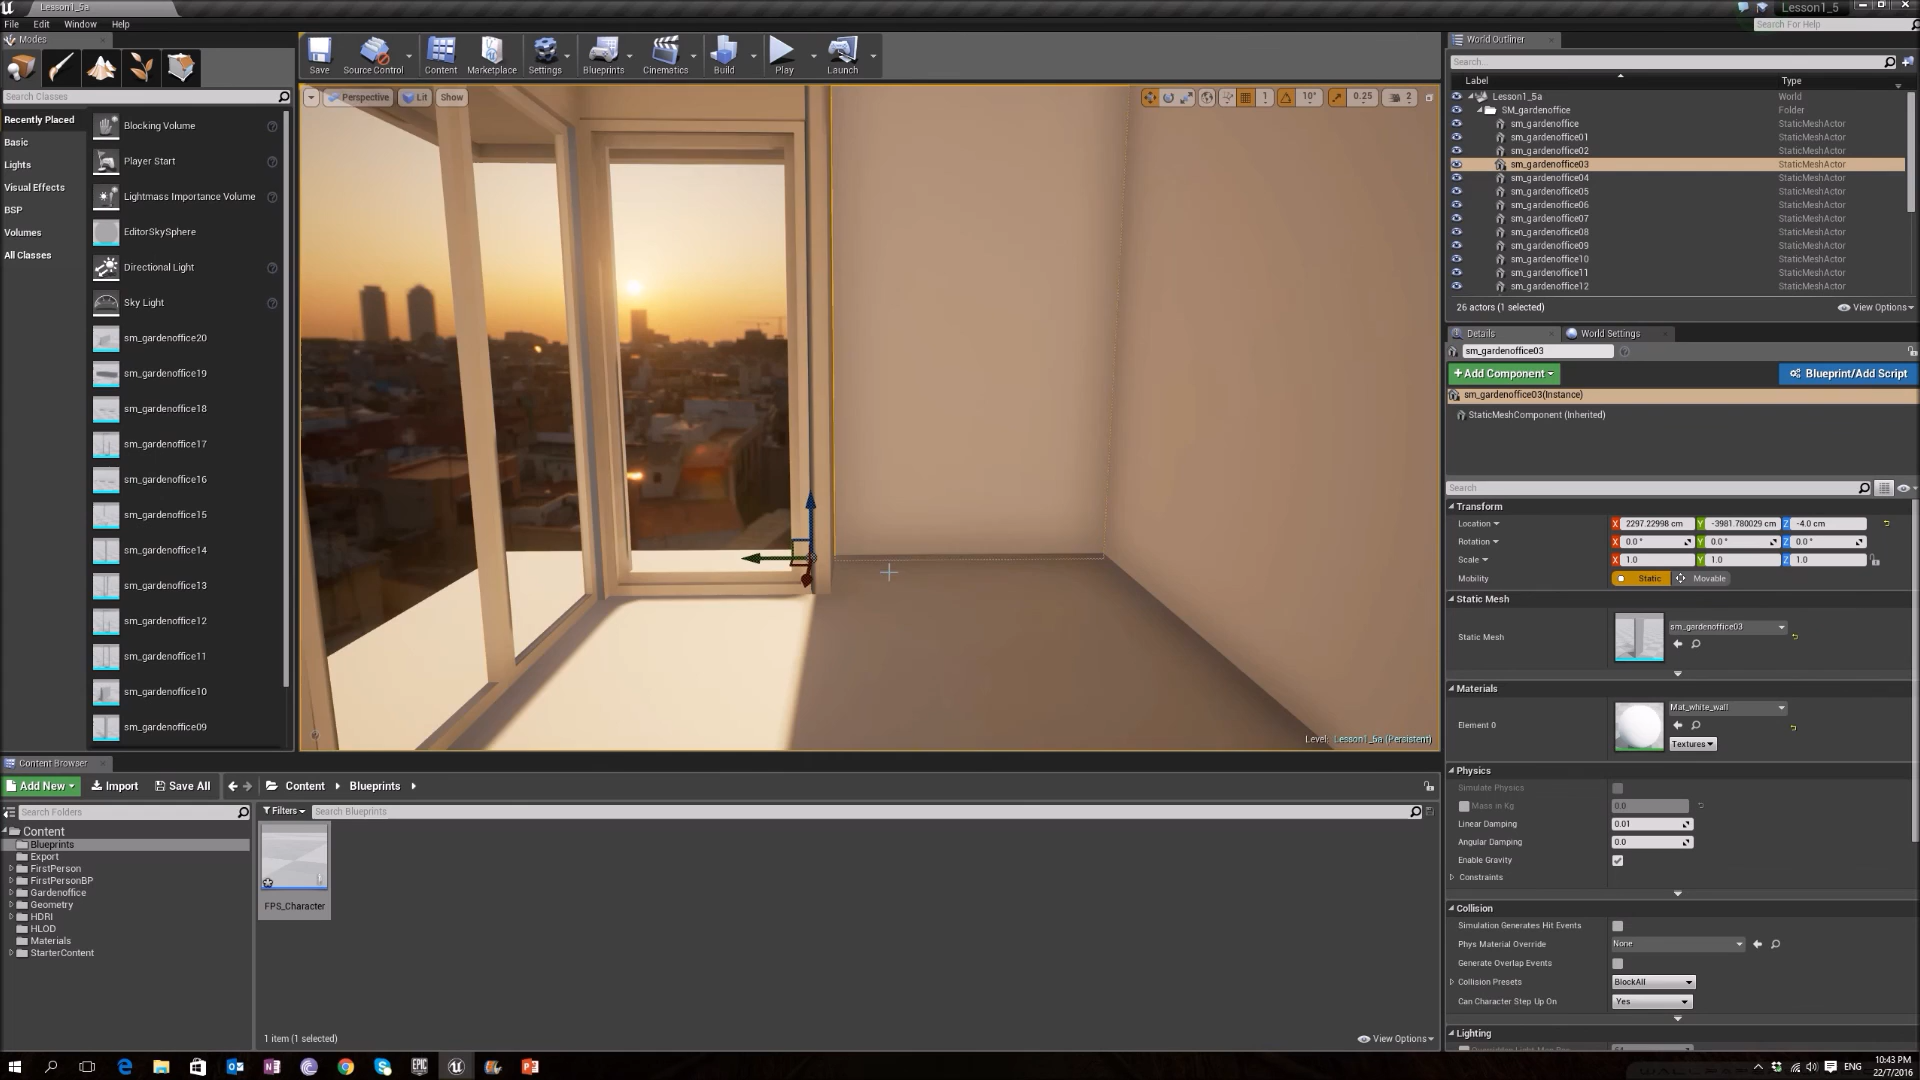 Lesson1_5a
Lesson1_5
File Edit Window Help
Search For Help
Modes
Search Classes
Recently Placed
Basic
Lights
Visual Effects
BSP
Volumes
All Classes
Blocking Volume
Player Start
Lightmass Importance Volume
EditorSkySphere
Directional Light
Sky Light
sm_gardenoffice20
sm_gardenoffice19
sm_gardenoffice18
sm_gardenoffice17
sm_gardenoffice16
sm_gardenoffice15
sm_gardenoffice14
sm_gardenoffice13
sm_gardenoffice12
sm_gardenoffice11
sm_gardenoffice10
sm_gardenoffice09
Save Source Control Content Marketplace Settings Blueprints Cinematics Build Play Launch
Perspective Lit Show
1 10° 0.25 2
Level: Lesson1_5a (Persistent)
World Outliner
Search...
Label Type
Lesson1_5a World
SM_gardenoffice Folder
sm_gardenoffice StaticMeshActor
sm_gardenoffice01 StaticMeshActor
sm_gardenoffice02 StaticMeshActor
sm_gardenoffice03 StaticMeshActor
sm_gardenoffice04 StaticMeshActor
sm_gardenoffice05 StaticMeshActor
sm_gardenoffice06 StaticMeshActor
sm_gardenoffice07 StaticMeshActor
sm_gardenoffice08 StaticMeshActor
sm_gardenoffice09 StaticMeshActor
sm_gardenoffice10 StaticMeshActor
sm_gardenoffice11 StaticMeshActor
sm_gardenoffice12 StaticMeshActor
26 actors (1 selected) View Options
Details World Settings
sm_gardenoffice03
+Add Component Blueprint/Add Script
sm_gardenoffice03(Instance)
StaticMeshComponent (Inherited)
Search
Transform
Location X 2297.22998 cm Y -3981.780029 cm Z -4.0 cm
Rotation X 0.0° Y 0.0° Z 0.0°
Scale X 1.0 Y 1.0 Z 1.0
Mobility Static Movable
Static Mesh
Static Mesh sm_gardenoffice03
Materials
Element 0 Mat_white_wall
Textures
Physics
Simulate Physics
Mass in Kg 0.0
Linear Damping 0.01
Angular Damping 0.0
Enable Gravity
Constraints
Collision
Simulation Generates Hit Events
Phys Material Override None
Generate Overlap Events
Collision Presets BlockAll
Can Character Step Up On Yes
Lighting
Content Browser
Add New Import Save All Content Blueprints
Search Folders
Filters Search Blueprints
Content
Blueprints
Export
FirstPerson
FirstPersonBP
Gardenoffice
Geometry
HDRI
HLOD
Materials
StarterContent
FPS_Character
1 item (1 selected) View Options
EPIC
ENG
10:43 PM
22/7/2016